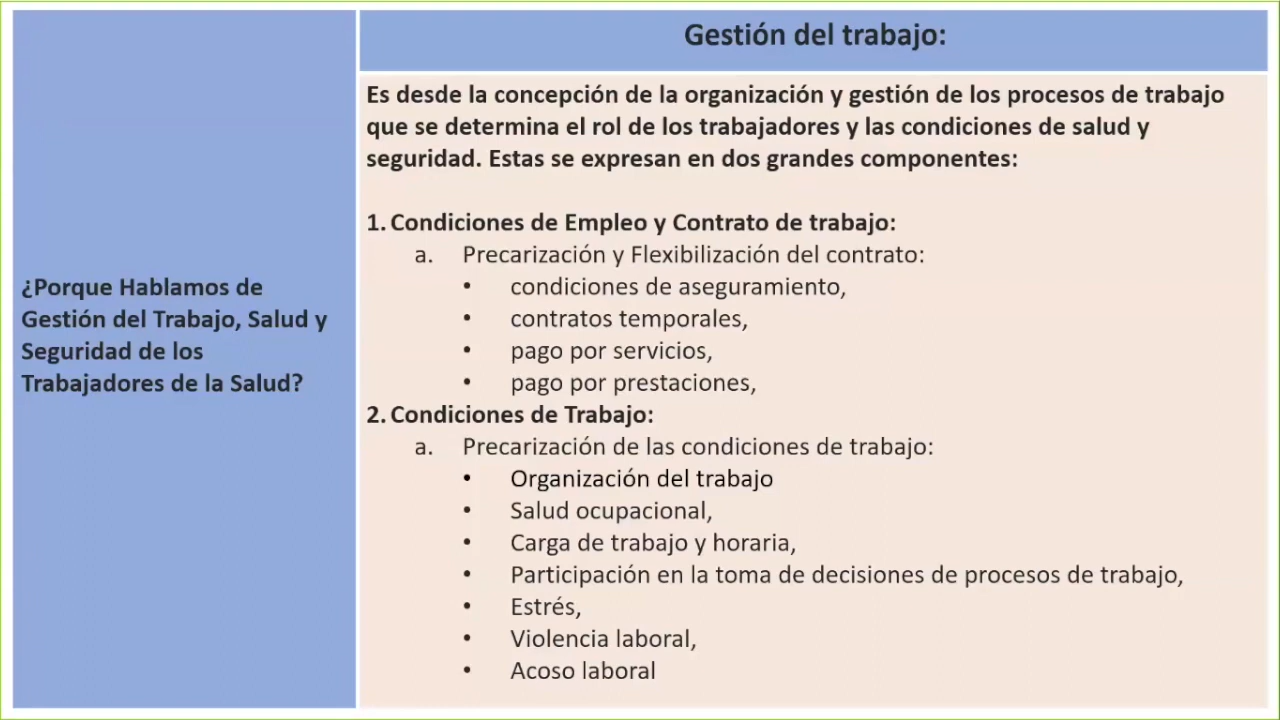 ¿Porque Hablamos de
Gestión del Trabajo, Salud y
Seguridad de los
Trabajadores de la Salud?
Gestión del trabajo:
Es desde la concepción de la organización y gestión de los procesos de trabajo
que se determina el rol de los trabajadores y las condiciones de salud y
seguridad. Estas se expresan en dos grandes componentes:
1. Condiciones de Empleo y Contrato de trabajo:
a. Precarización y Flexibilización del contrato:
• condiciones de aseguramiento,
• contratos temporales,
• pago por servicios,
• pago por prestaciones,
2. Condiciones de Trabajo:
a. Precarización de las condiciones de trabajo:
• Organización del trabajo
• Salud ocupacional,
• Carga de trabajo y horaria,
• Participación en la toma de decisiones de procesos de trabajo,
• Estrés,
• Violencia laboral,
• Acoso laboral